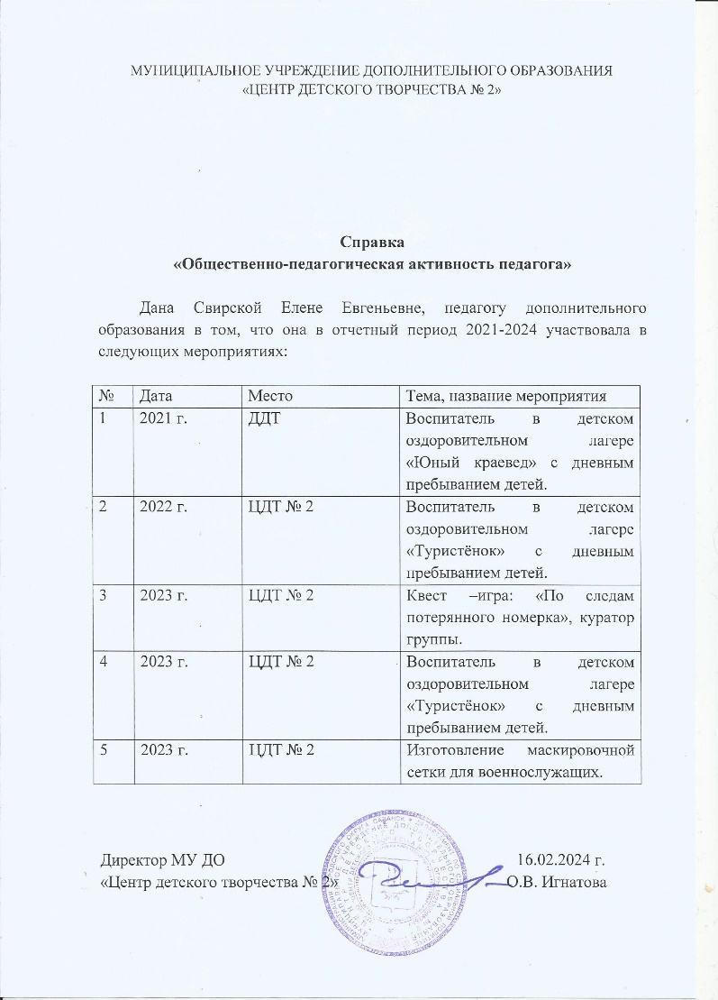 МУНИЦИПАЛЬНОЕ УЧРЕЖДЕНИЕ ДОПОЛНИТЕЛЬНОГО ОБРАЗОВАНИЯ
«ЦЕНТР ДЕТСКОГО ТВОРЧЕСТВА № 2»
Справка
«Общественно-педагогическая активность педагога»
Дана Свирской Елене Евгеньевне, педагогу дополнительного
образования в том, что она в отчетный период 2021-2024 участвовала в
следующих мероприятиях:
№ Дата Место Тема, название мероприятия
1 2021 г. ДДТ Воспитатель в детском
оздоровительном лагере
«Юный краевед» с дневным
пребыванием детей.
2 2022 г. ЦДТ № 2 Воспитатель в детском
оздоровительном лагере
«Туристёнок» с дневным
пребыванием детей.
3 2023 г. ЦДТ № 2 Квест –игра: «По следам
потерянного номерка», куратор
группы.
4 2023 г. ЦДТ № 2 Воспитатель в детском
оздоровительном лагере
«Туристёнок» с дневным
пребыванием детей.
5 2023 г. ЦДТ № 2 Изготовление маскировочной
сетки для военнослужащих.
Директор МУ ДО 16.02.2024 г.
«Центр детского творчества № 2» О.В. Игнатова